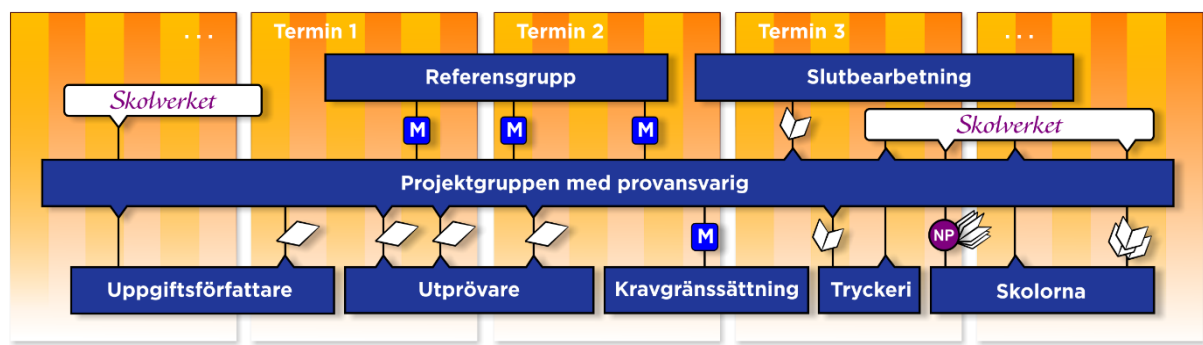 . . .
Termin 1
Termin 2
Termin 3
. . .
Referensgrupp
Slutbearbetning
Skolverket
M
M
M
Skolverket
Projektgruppen med provansvarig
M
NP
Uppgiftsförfattare
Utprövare
Kravgränssättning
Tryckeri
Skolorna